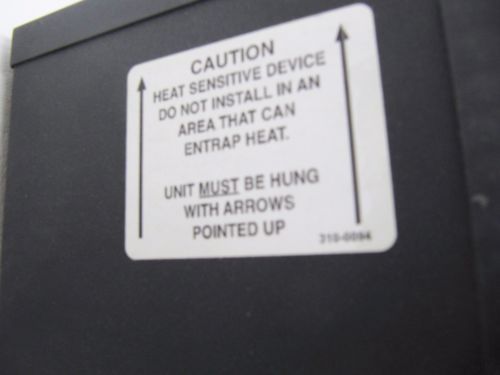 CAUTION
HEAT SENSITIVE DEVICE
DO NOT INSTALL IN AN
AREA THAT CAN
ENTRAP HEAT.
UNIT MUST BE HUNG
WITH ARROWS
POINTED UP
310-0094